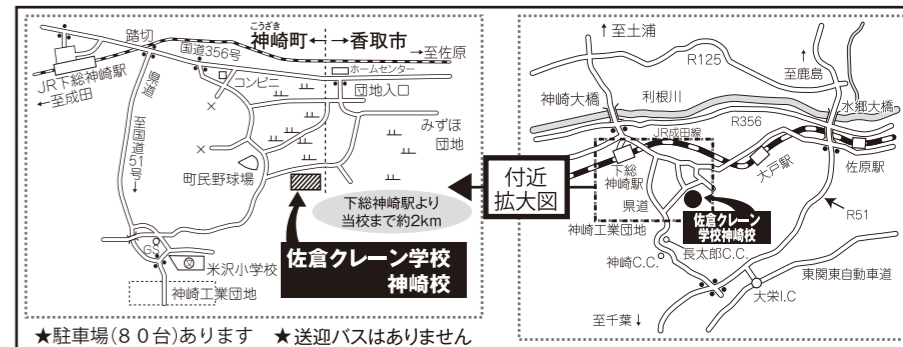 踏切
国道356号
こうざき
神崎町←→香取市
→至佐原
JR下総神崎駅
←至成田
コンビニ
ホームセンター
団地入口
県道
至国道51号→
みずほ
団地
町民野球場
下総神崎駅より
当校まで約2km
佐倉クレーン学校
神崎校
GS
米沢小学校
神崎工業団地
★駐車場(80台)あります ★送迎バスはありません
付近
拡大図
↑至土浦
R125
至鹿島
↑
神崎大橋
利根川
水郷大橋
R356
JR成田線
下総
神崎駅
大戸駅
佐原駅
県道
佐倉クレーン
学校神崎校
R51
神崎工業団地
長太郎C.C.
神崎C.C.
東関東自動車道
大栄I.C
至千葉↓